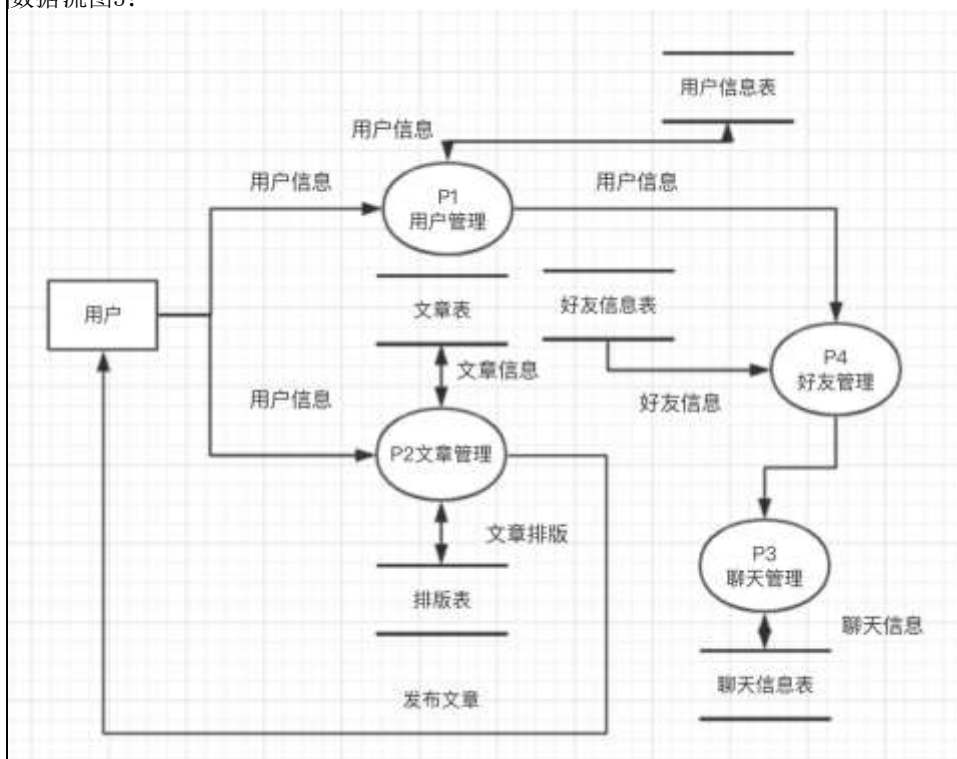 数据流图3:
用户信息表
用户信息
用户信息
用户信息
P1
用户管理
文章表
好友信息表
用户
文章信息
P4
好友管理
用户信息
好友信息
P2文章管理
文章排版
P3
聊天管理
排版表
聊天信息
聊天信息表
发布文章